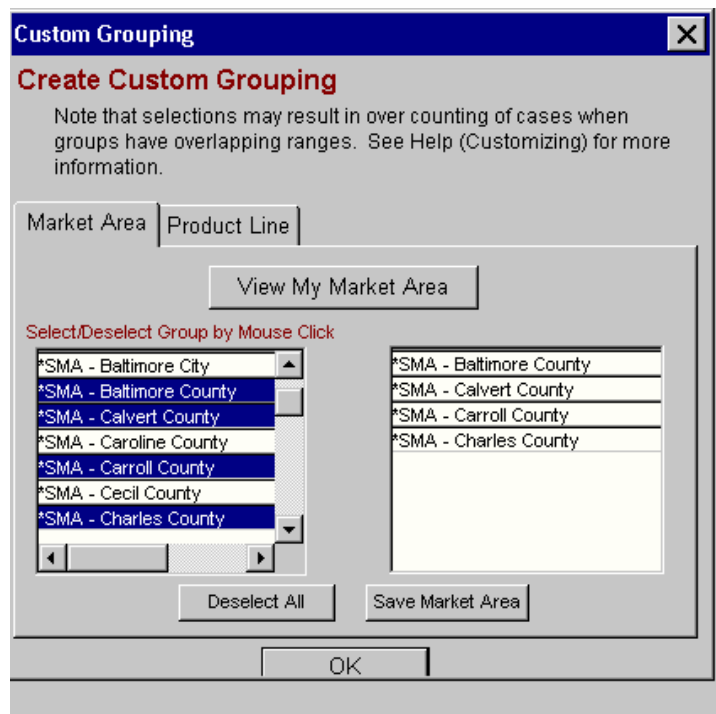 Custom Grouping
Create Custom Grouping
Note that selections may result in over counting of cases when
groups have overlapping ranges. See Help (Customizing) for more
information.
Market Area
Product Line
View My Market Area
Select/Deselect Group by Mouse Click
*SMA - Baltimore City
*SMA - Baltimore County
*SMA - Calvert County
*SMA - Caroline County
*SMA - Carroll County
*SMA - Cecil County
*SMA - Charles County
*SMA - Baltimore County
*SMA - Calvert County
*SMA - Carroll County
*SMA - Charles County
Deselect All
Save Market Area
OK